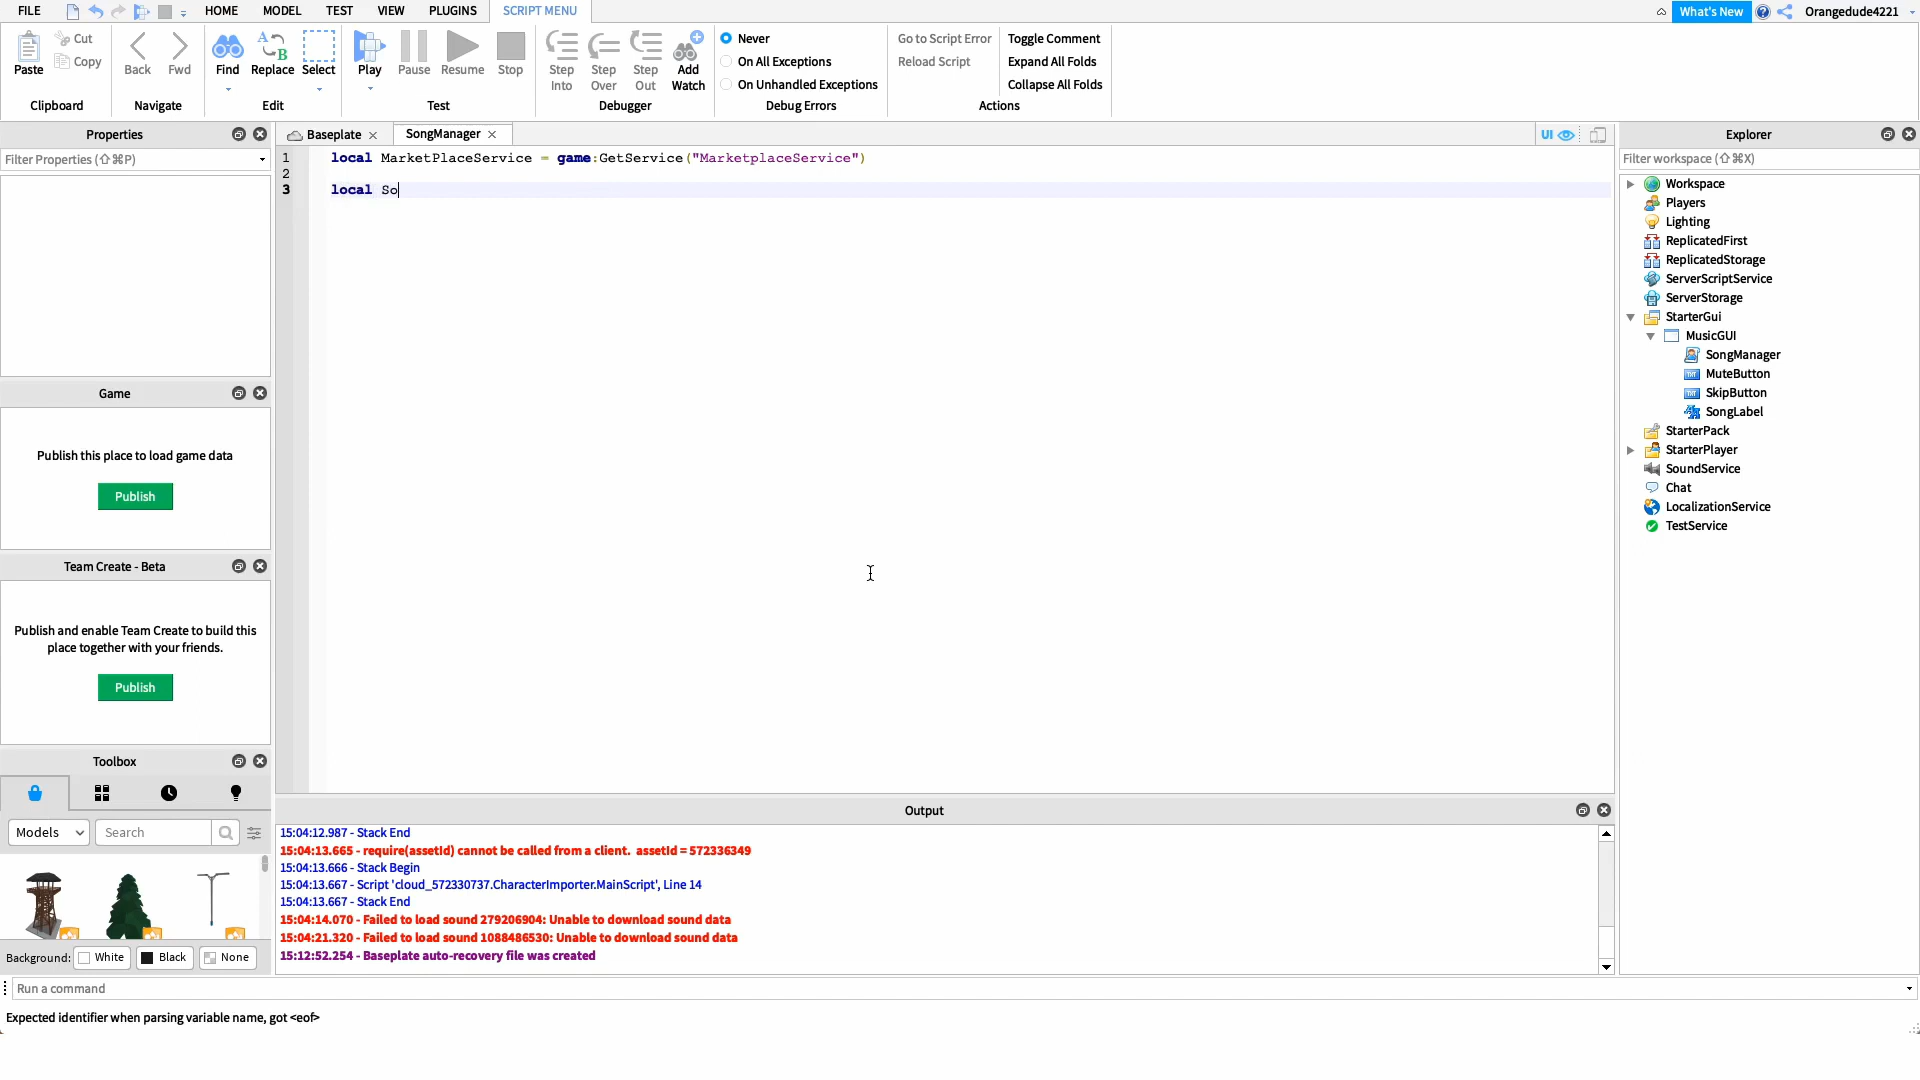 FILE HOME MODEL TEST VIEW PLUGINS SCRIPT MENU What's New Orangedude4221
Paste Cut Copy Clipboard
Back Fwd Navigate
Find Replace Select Edit
Play Pause Resume Stop Test
Step Into Step Over Step Out Add Watch Debugger
Never
On All Exceptions
On Unhandled Exceptions
Debug Errors
Go to Script Error
Reload Script
Toggle Comment
Expand All Folds
Collapse All Folds
Actions
Properties
Filter Properties (⇧⌘P)
Game
Publish this place to load game data
Publish
Team Create - Beta
Publish and enable Team Create to build this
place together with your friends.
Publish
Toolbox
Models Search
Background: White Black None
Baseplate SongManager UI
1 local MarketPlaceService = game:GetService("MarketplaceService")
2
3 local So
Output
15:04:12.987 - Stack End
15:04:13.665 - require(assetId) cannot be called from a client. assetId = 572336349
15:04:13.666 - Stack Begin
15:04:13.667 - Script 'cloud_572330737.CharacterImporter.MainScript', Line 14
15:04:13.667 - Stack End
15:04:14.070 - Failed to load sound 279206904: Unable to download sound data
15:04:21.320 - Failed to load sound 1088486530: Unable to download sound data
15:12:52.254 - Baseplate auto-recovery file was created
Explorer
Filter workspace (⇧⌘X)
Workspace
Players
Lighting
ReplicatedFirst
ReplicatedStorage
ServerScriptService
ServerStorage
StarterGui
MusicGUI
SongManager
MuteButton
SkipButton
SongLabel
StarterPack
StarterPlayer
SoundService
Chat
LocalizationService
TestService
Run a command
Expected identifier when parsing variable name, got <eof>